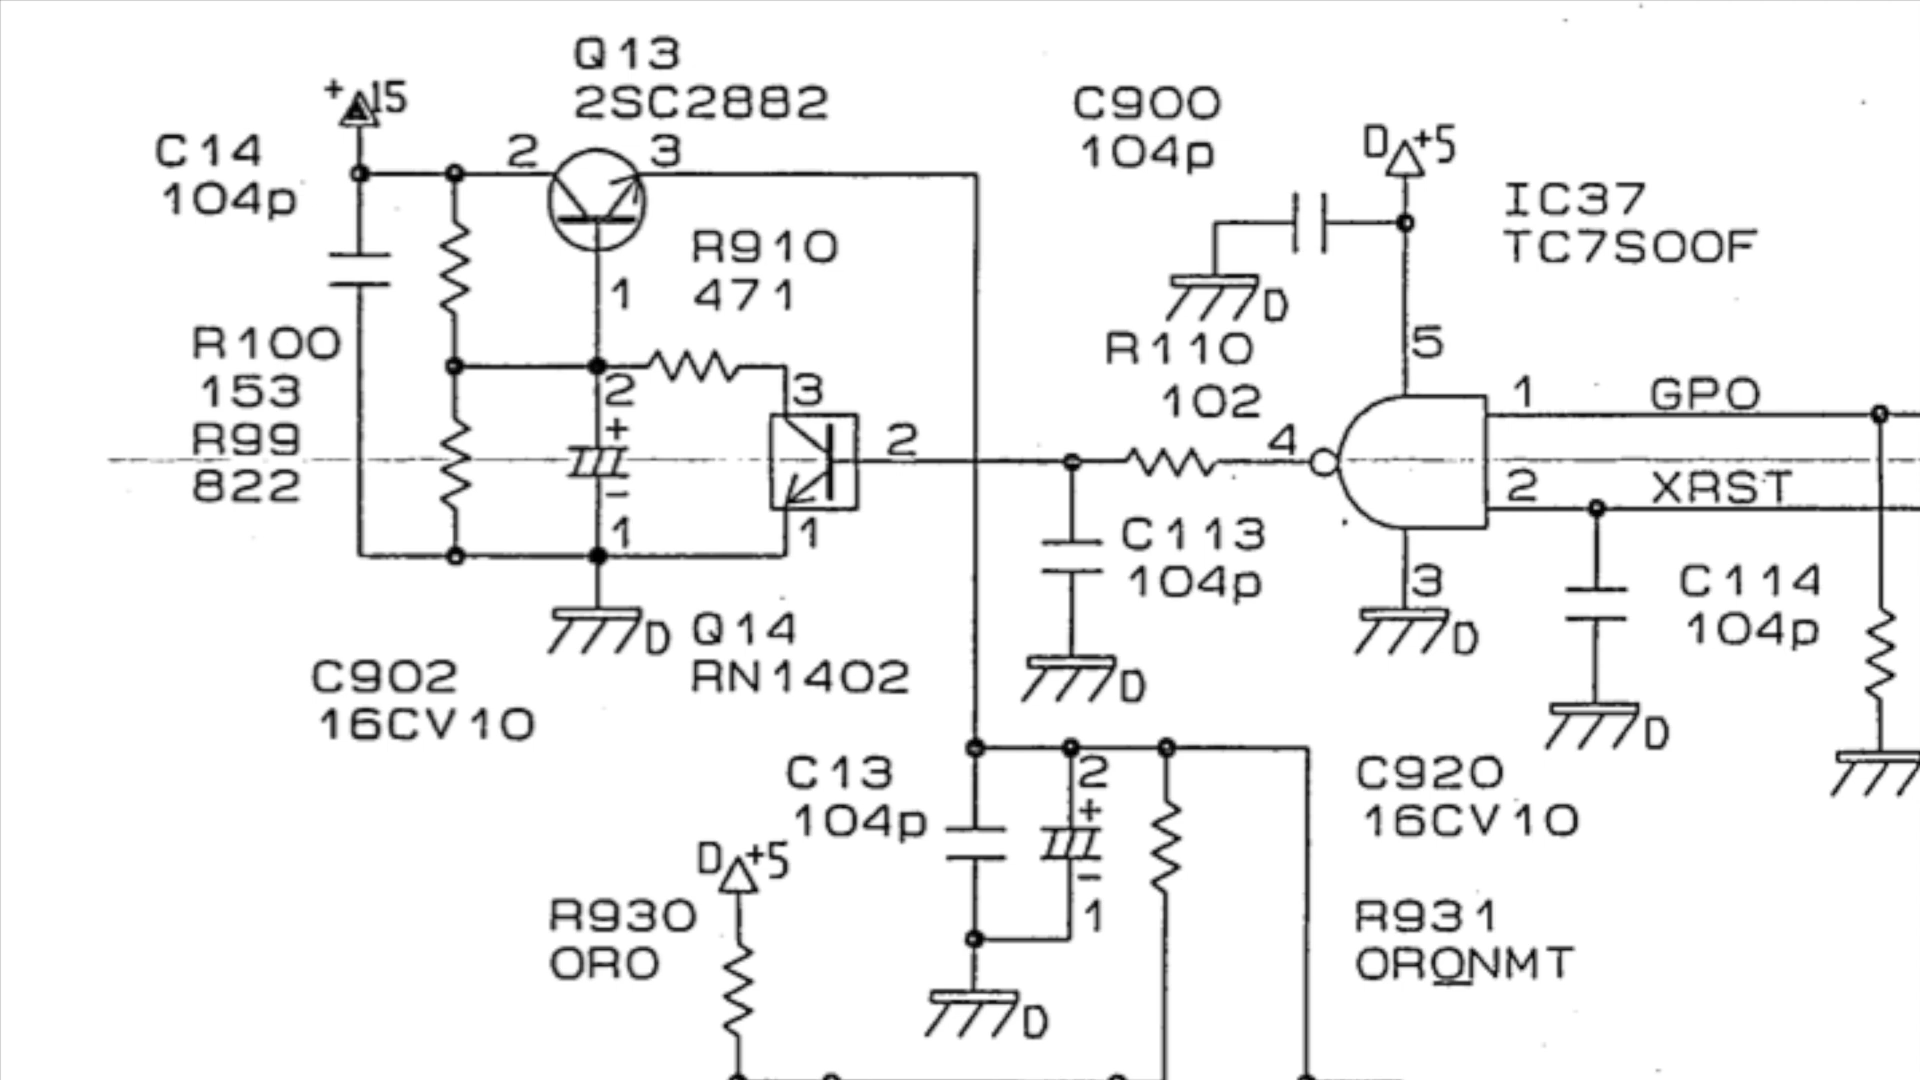 Q13
2SC2882
+ 15
C14
104p
2
3
C900
104p
D +5
IC37
TC7S00F
R910
471
1
D
R100
153
R110
102
5
2
3
1
GPO
R99
822
+
-
2
4
2
XRST
1
1
C113
104p
3
C114
104p
D
Q14
RN1402
D
D
D
C902
16CV10
C13
104p
2
+
-
1
C920
16CV10
D +5
R930
0R0
R931
0R0NMT
D